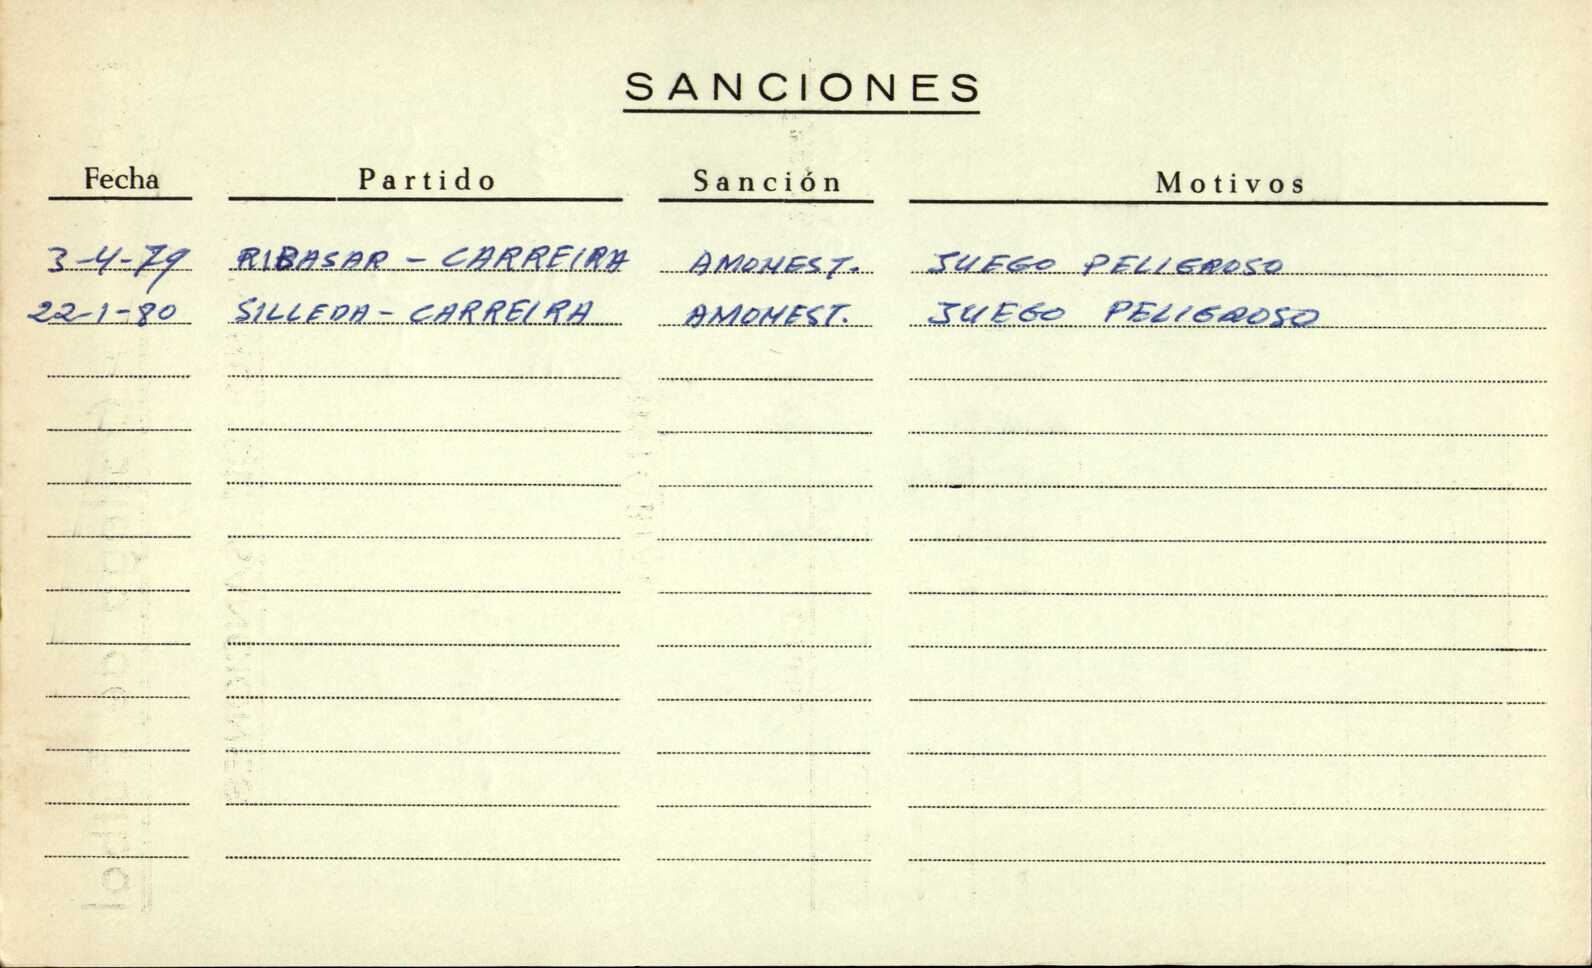 SANCIONES
Fecha Partido Sanción Motivos
3-4-79 RIBASAR - CARREIRA AMONEST. JUEGO PELIGROSO
22-1-80 SILLEDA - CARREIRA AMONEST. JUEGO PELIGROSO